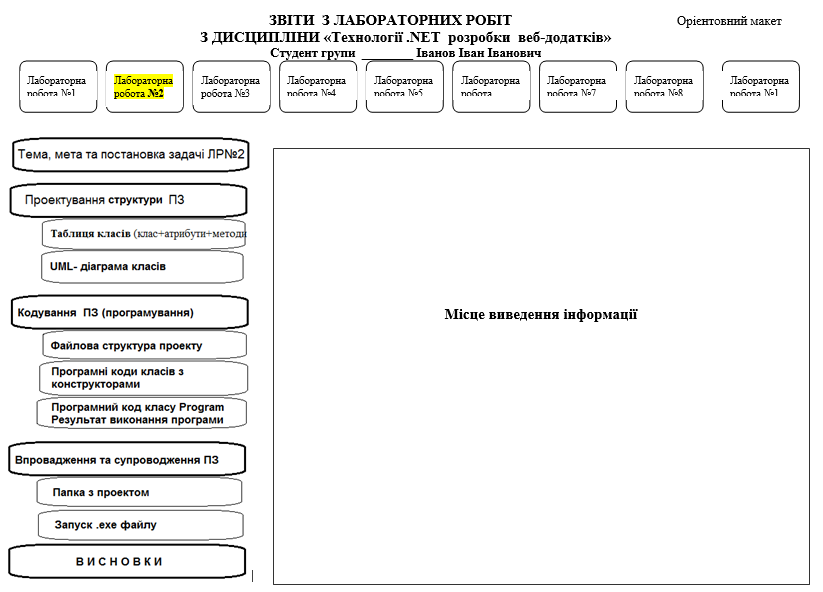 ЗВІТИ З ЛАБОРАТОРНИХ РОБІТ
Орієнтовний макет
З ДИСЦИПЛІНИ «Технології .NET розробки веб-додатків»
Студент групи ________ Іванов Іван Іванович
Лабораторна
робота №1
Лабораторна
робота №2
Лабораторна
робота №3
Лабораторна
робота №4
Лабораторна
робота №5
Лабораторна
робота
Лабораторна
робота №7
Лабораторна
робота №8
Лабораторна
робота №1
Тема, мета та постановка задачі ЛР№2
Проектування структури ПЗ
Таблиця класів (клас+атрибути+методи
UML- діаграма класів
Кодування ПЗ (програмування)
Файлова структура проекту
Програмні коди класів з
конструторами
Програмний код класу Program
Результат виконання програми
Впровадження та супроводження ПЗ
Папка з проектом
Запуск .exe файлу
В И С Н О В К И
Місце виведення інформації